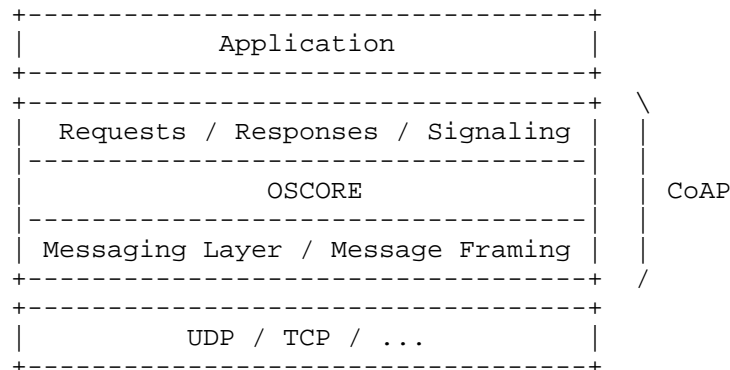 Application
Requests / Responses / Signaling
OSCORE
CoAP
Messaging Layer / Message Framing
UDP / TCP / ...